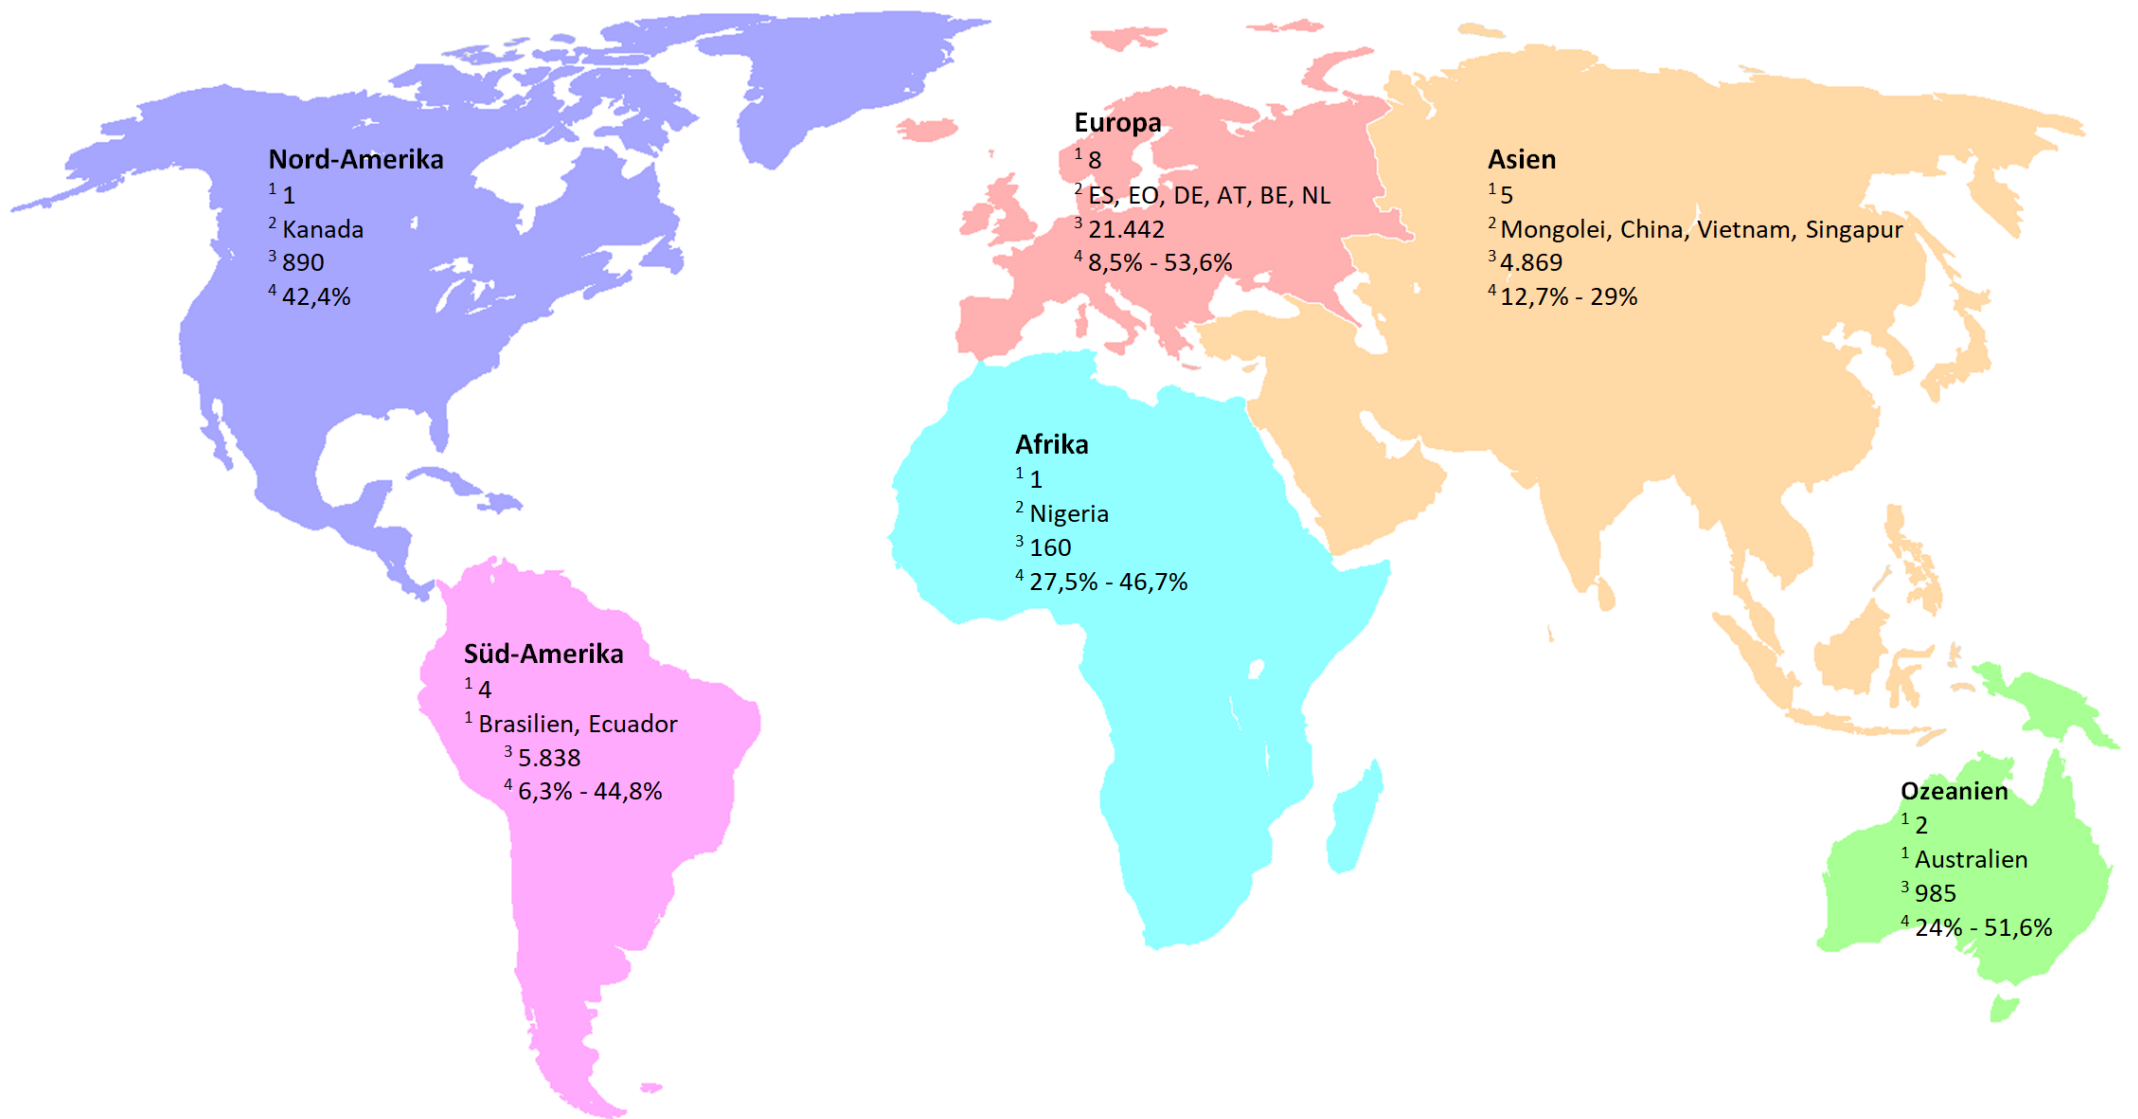 Nord-Amerika
¹ 1
² Kanada
³ 890
⁴ 42,4%
Europa
¹ 8
² ES, EO, DE, AT, BE, NL
³ 21.442
⁴ 8,5% - 53,6%
Asien
¹ 5
² Mongolei, China, Vietnam, Singapur
³ 4.869
⁴ 12,7% - 29%
Afrika
¹ 1
² Nigeria
³ 160
⁴ 27,5% - 46,7%
Süd-Amerika
¹ 4
¹ Brasilien, Ecuador
³ 5.838
⁴ 6,3% - 44,8%
Ozeanien
¹ 2
¹ Australien
³ 985
⁴ 24% - 51,6%